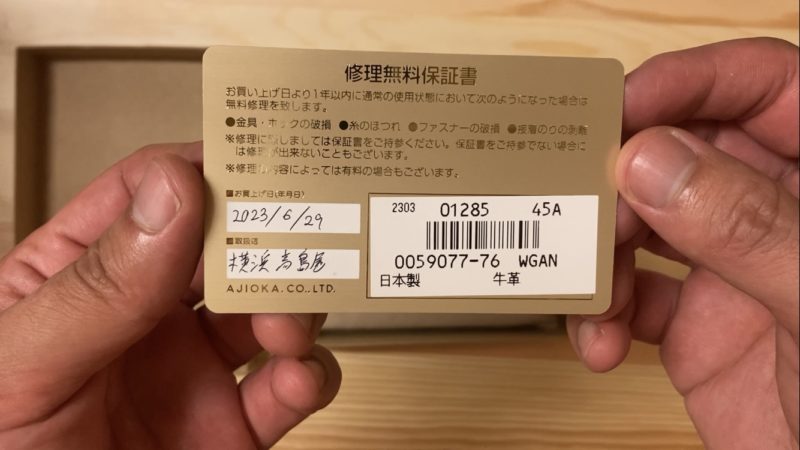 修理無料保証書
お買い上げ日より1年以内に通常の使用状態において次のようになった場合は
無料修理を致します。
●金具・ホックの破損 ●糸のほつれ ●ファスナーの破損 ●接着のりの剥離
※修理に致しましては保証書をご持参ください。保証書をご持参でない場合に
は修理が出来ないこともございます。
※修理の内容によっては有料の場合もございます。
■お買上げ日(年月日)
2023/6/29
■取扱店
横浜 高島屋
AJIOKA.CO.,LTD.
2303 01285 45A
0059077-76 WGAN
日本製 牛革